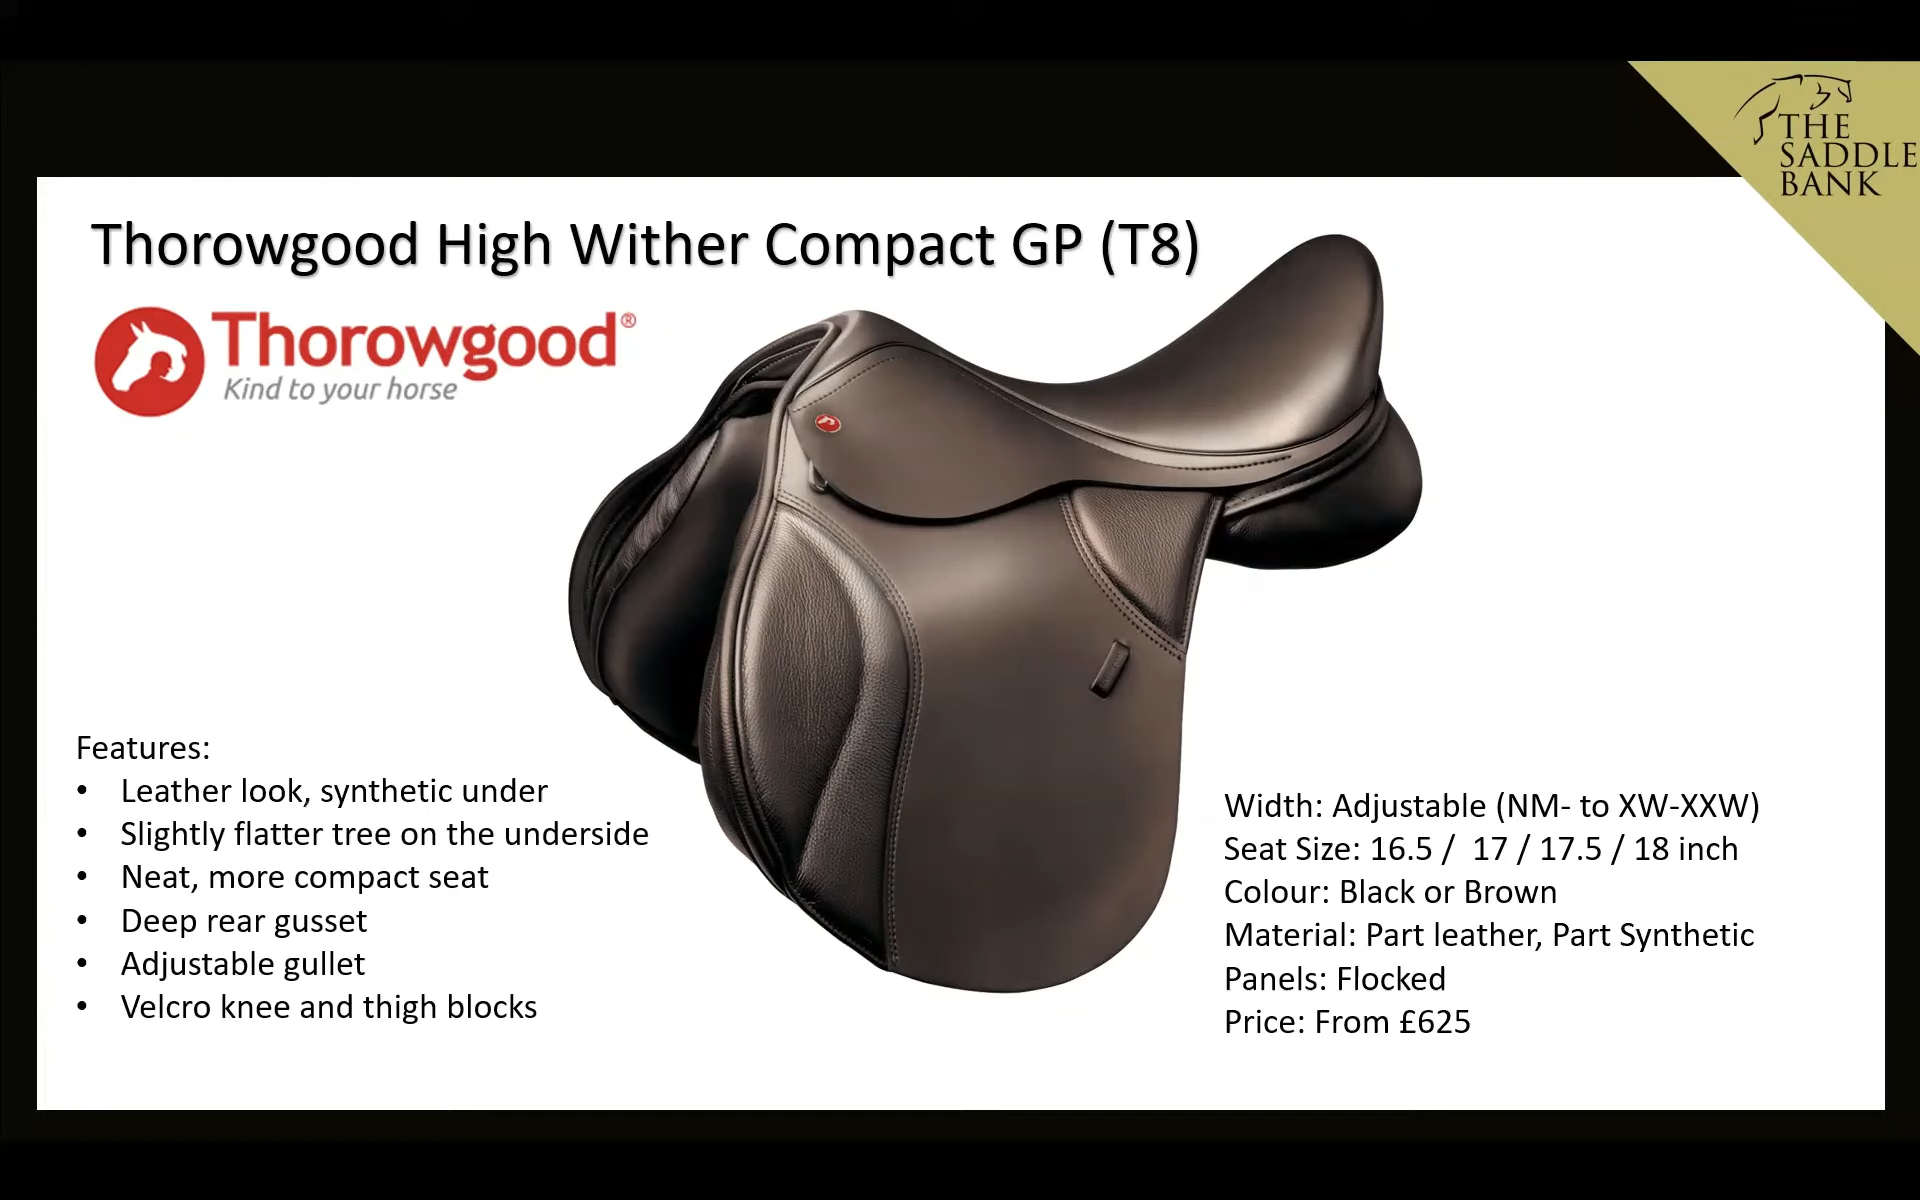 THE
SADDLE
BANK
Thorowgood High Wither Compact GP (T8)
Thorowgood®
Kind to your horse
Features:
• Leather look, synthetic under
• Slightly flatter tree on the underside
• Neat, more compact seat
• Deep rear gusset
• Adjustable gullet
• Velcro knee and thigh blocks
Width: Adjustable (NM- to XW-XXW)
Seat Size: 16.5 / 17 / 17.5 / 18 inch
Colour: Black or Brown
Material: Part leather, Part Synthetic
Panels: Flocked
Price: From £625